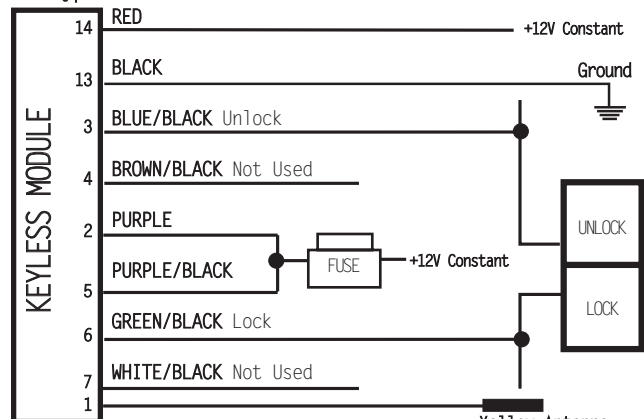 14 RED +12V Constant
13 BLACK Ground
3 BLUE/BLACK Unlock
4 BROWN/BLACK Not Used
2 PURPLE
UNLOCK
FUSE +12V Constant
5 PURPLE/BLACK
LOCK
6 GREEN/BLACK Lock
7 WHITE/BLACK Not Used
1
Yellow Antenna
KEYLESS MODULE